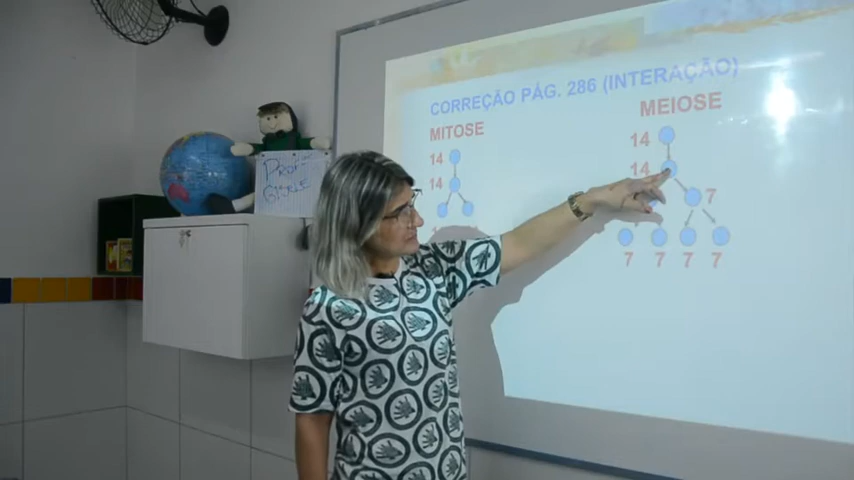 CORREÇÃO PÁG. 286 (INTERAÇÃO)
MITOSE
14
14
MEIOSE
14
14
7
7 7 7 7